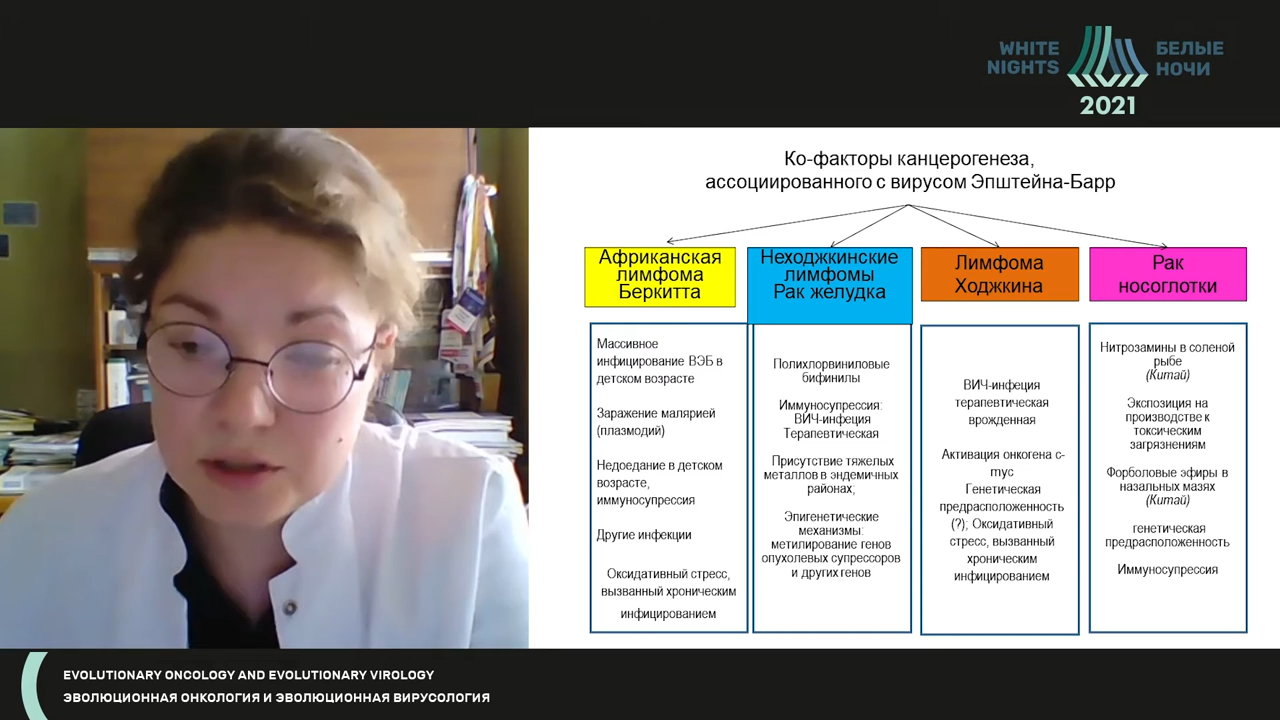 WHITE
NIGHTS
БЕЛЫЕ
НОЧИ
2021
Ко-факторы канцерогенеза,
ассоциированного с вирусом Эпштейна-Барр
Африканская
лимфома
Беркитта
Неходжкинские
лимфомы
Рак желудка
Лимфома
Ходжкина
Рак
носоглотки
Массивное
инфицирование ВЭБ в
детском возрасте
Заражение малярией
(плазмодий)
Недоедание в детском
возрасте,
иммуносупрессия
Другие инфекции
Оксидативный стресс,
вызванный хроническим
инфицированием
Полихлорвиниловые
бифинилы
Иммуносупрессия:
ВИЧ-инфеция
Терапевтическая
Присутствие тяжелых
металлов в эндемичных
районах;
Эпигенетические
механизмы:
метилирование генов
опухолевых супрессоров
и других генов
ВИЧ-инфеция
терапевтическая
врожденная
Активация онкогена c-
myc
Генетическая
предрасположенность
(?); Оксидативный
стресс, вызванный
хроническим
инфицированием
Нитрозамины в соленой
рыбе
(Китай)
Экспозиция на
производстве к
токсическим
загрязнениям
Форболовые эфиры в
назальных мазях
(Китай)
генетическая
предрасположенность
Иммуносупрессия
EVOLUTIONARY ONCOLOGY AND EVOLUTIONARY VIROLOGY
ЭВОЛЮЦИОННАЯ ОНКОЛОГИЯ И ЭВОЛЮЦИОННАЯ ВИРУСОЛОГИЯ